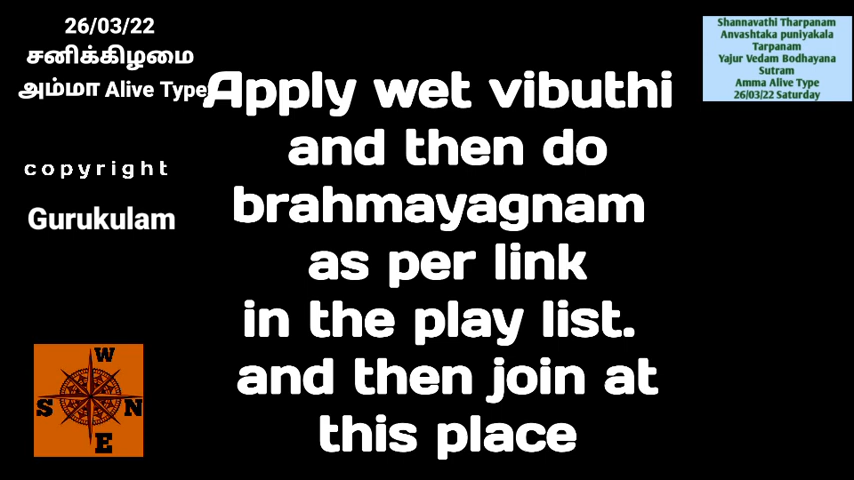 26/03/22
சனிக்கிழமை
அம்மா Alive Type
copyright
Gurukulam
Apply wet vibuthi
and then do
brahmayagnam
as per link
in the play list.
and then join at
this place
Shannavathi Tharpanam
Anvashtaka puniyakala
Tarpanam
Yajur Vedam Bodhayana
Sutram
Amma Alive Type
26/03/22 Saturday
W
S N
E